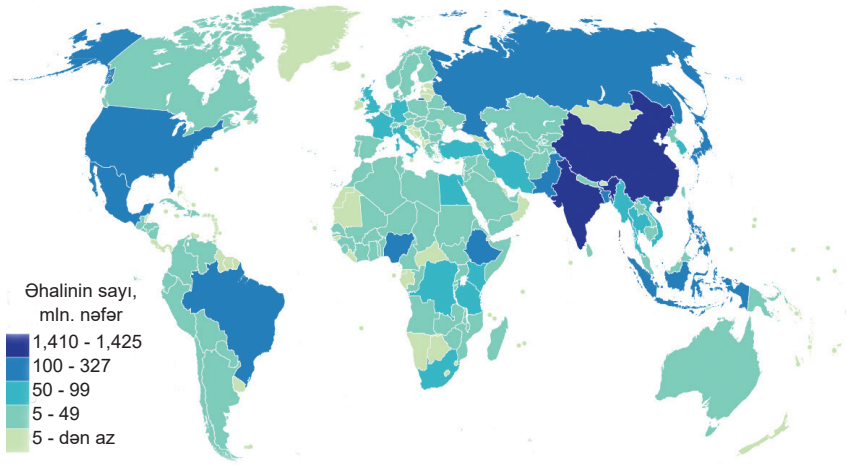 Əhalinin sayı,
mln. nəfər
1,410 - 1,425
100 - 327
50 - 99
5 - 49
5 - dən az